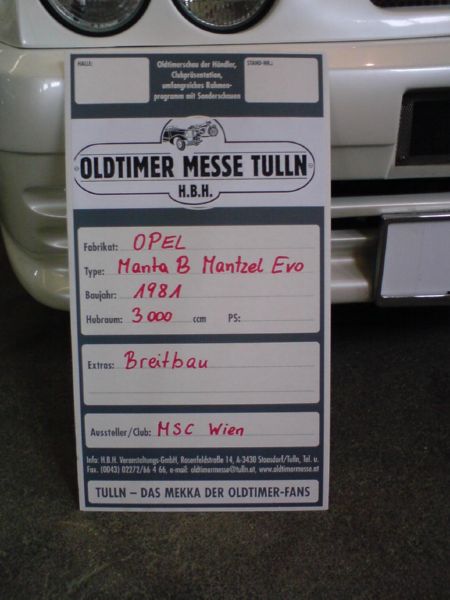 HALLE:
Oldtimerschau der Händler,
Clubpräsentation,
umfangreiches Rahmen-
programm mit Sonderschauen
STAND-NR.:
OLDTIMER MESSE TULLN
H.B.H.
Fabrikat: OPEL
Type: Manta B Mantzel Evo
Baujahr: 1981
Hubraum: 3000 ccm PS:
Extras: Breitbau
Aussteller/Club: MSC Wien
Info: H.B.H. Veranstaltungs-GmbH, Rosenfeldstraße 14, A-3430 Staasdorf/Tulln, Tel. u.
Fax. (0043) 02272/66 4 66, e-mail: oldtimermesse@tulln.at, www.oldtimermesse.at
TULLN – DAS MEKKA DER OLDTIMER-FANS